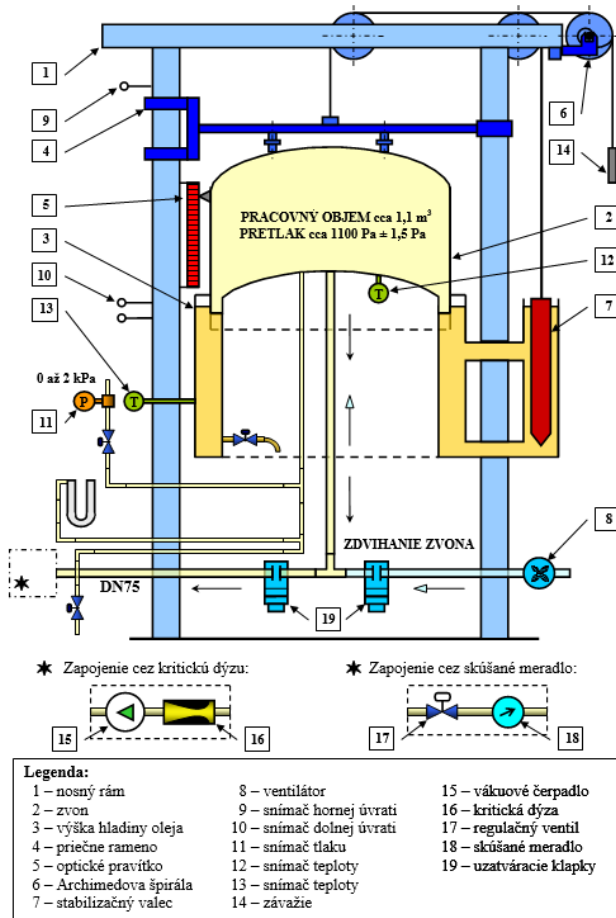 1
9
4
6
14
5
PRACOVNÝ OBJEM cca 1,1 m³
PRETLAK cca 1100 Pa ± 1,5 Pa
2
3
12
10
T
13
7
0 až 2 kPa
P
T
11
8
ZDVIHANIE ZVONA
DN75
19
Zapojenie cez kritickú dýzu:
Zapojenie cez skúšané meradlo:
15
16
17
18
Legenda:
1 – nosný rám
2 – zvon
3 – výška hladiny oleja
4 – priečne rameno
5 – optické pravítko
6 – Archimedova špirála
7 – stabilizačný valec
8 – ventilátor
9 – snímač hornej úvrati
10 – snímač dolnej úvrati
11 – snímač tlaku
12 – snímač teploty
13 – snímač teploty
14 – závažie
15 – vákuové čerpadlo
16 – kritická dýza
17 – regulačný ventil
18 – skúšané meradlo
19 – uzatváracie klapky